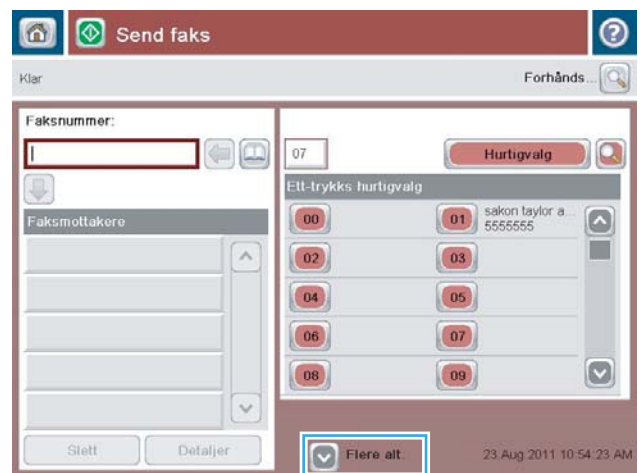 Send faks
Klar
Forhånds...
Faksnummer:
07
Hurtigvalg
Ett-trykks hurtigvalg
00
01 sakon taylor a...
5555555
Faksmottakere
02
03
04
05
06
07
08
09
Slett
Detaljer
Flere alt.
23.Aug 2011 10:54:23 AM